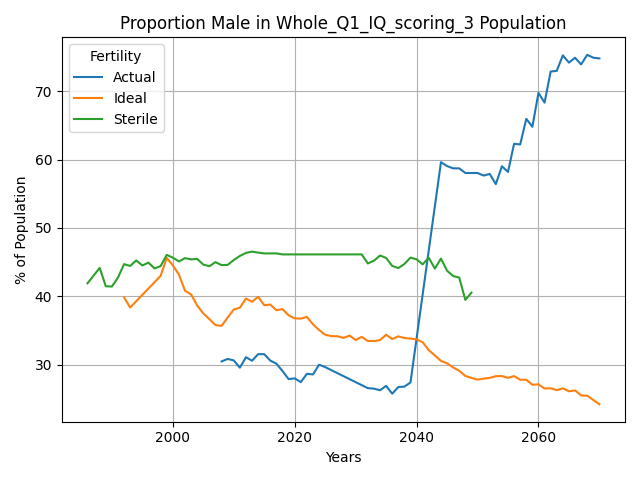 Proportion Male in Whole_Q1_IQ_scoring_3 Population
Fertility
Actual
Ideal
Sterile
% of Population
70
60
50
40
30
2000 2020 2040 2060
Years